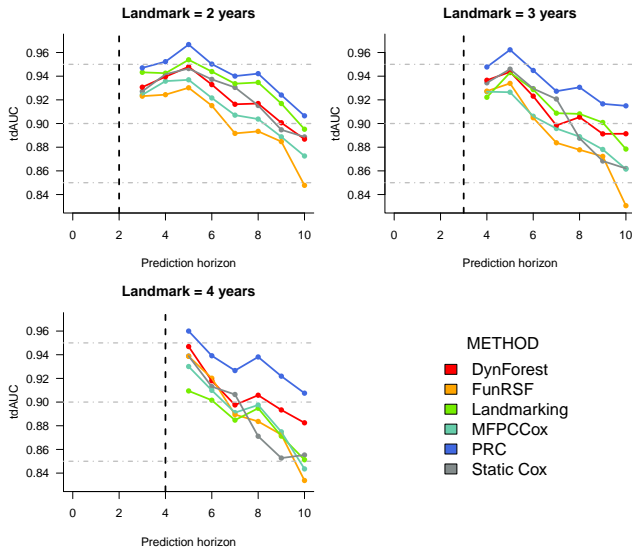 Landmark = 2 years
tdAUC
0.96
0.94
0.92
0.90
0.88
0.86
0.84
0 2 4 6 8 10
Prediction horizon
Landmark = 3 years
tdAUC
0.96
0.94
0.92
0.90
0.88
0.86
0.84
0 2 4 6 8 10
Prediction horizon
Landmark = 4 years
tdAUC
0.96
0.94
0.92
0.90
0.88
0.86
0.84
0 2 4 6 8 10
Prediction horizon
METHOD
DynForest
FunRSF
Landmarking
MFPCCox
PRC
Static Cox